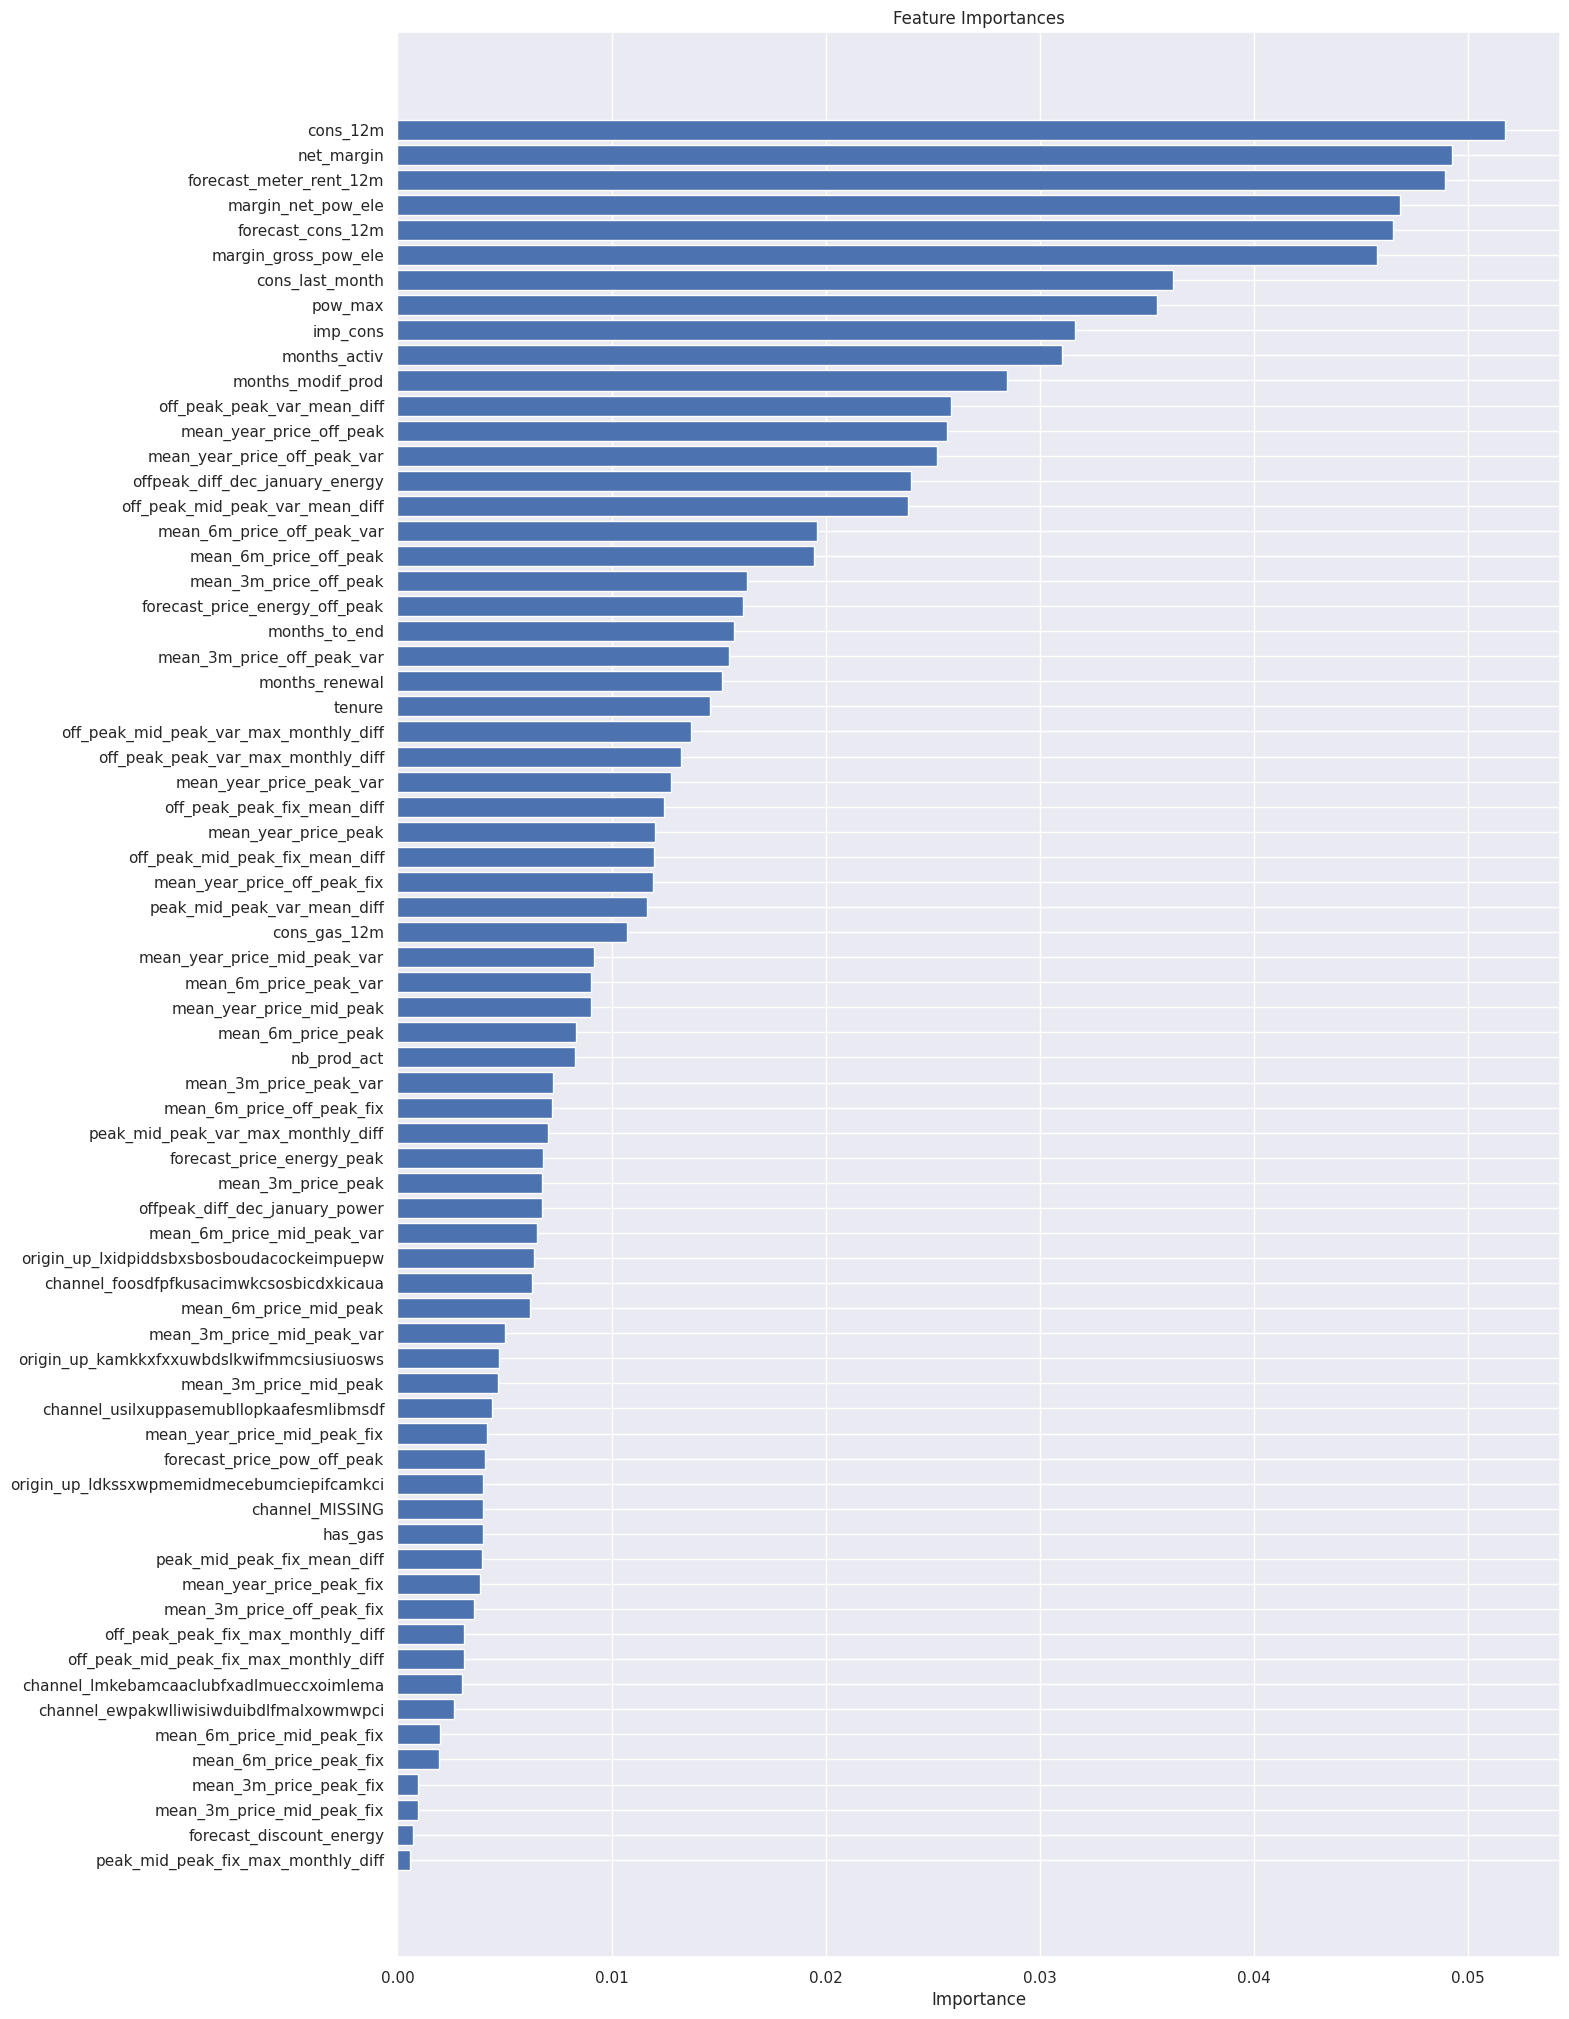 Feature Importances
cons_12m
net_margin
forecast_meter_rent_12m
margin_net_pow_ele
forecast_cons_12m
margin_gross_pow_ele
cons_last_month
pow_max
imp_cons
months_activ
months_modif_prod
off_peak_peak_var_mean_diff
mean_year_price_off_peak
mean_year_price_off_peak_var
offpeak_diff_dec_january_energy
off_peak_mid_peak_var_mean_diff
mean_6m_price_off_peak_var
mean_6m_price_off_peak
mean_3m_price_off_peak
forecast_price_energy_off_peak
months_to_end
mean_3m_price_off_peak_var
months_renewal
tenure
off_peak_mid_peak_var_max_monthly_diff
off_peak_peak_var_max_monthly_diff
mean_year_price_peak_var
off_peak_peak_fix_mean_diff
mean_year_price_peak
off_peak_mid_peak_fix_mean_diff
mean_year_price_off_peak_fix
peak_mid_peak_var_mean_diff
cons_gas_12m
mean_year_price_mid_peak_var
mean_6m_price_peak_var
mean_year_price_mid_peak
mean_6m_price_peak
nb_prod_act
mean_3m_price_peak_var
mean_6m_price_off_peak_fix
peak_mid_peak_var_max_monthly_diff
forecast_price_energy_peak
mean_3m_price_peak
offpeak_diff_dec_january_power
mean_6m_price_mid_peak_var
origin_up_lxidpiddsbxsbosboudacockeimpuepw
channel_foosdfpfkusacimwkcsosbicdxkicaua
mean_6m_price_mid_peak
mean_3m_price_mid_peak_var
origin_up_kamkkxfxxuwbdslkwifmmcsiusiuosws
mean_3m_price_mid_peak
channel_usilxuppasemubllopkaafesmlibmsdf
mean_year_price_mid_peak_fix
forecast_price_pow_off_peak
origin_up_ldkssxwpmemidmecebumciepifcamkci
channel_MISSING
has_gas
peak_mid_peak_fix_mean_diff
mean_year_price_peak_fix
mean_3m_price_off_peak_fix
off_peak_peak_fix_max_monthly_diff
off_peak_mid_peak_fix_max_monthly_diff
channel_lmkebamcaaclubfxadlmueccxoimlema
channel_ewpakwlliwisiwduibdlfmalxowmwpci
mean_6m_price_mid_peak_fix
mean_6m_price_peak_fix
mean_3m_price_peak_fix
mean_3m_price_mid_peak_fix
forecast_discount_energy
peak_mid_peak_fix_max_monthly_diff
0.00 0.01 0.02 0.03 0.04 0.05
Importance